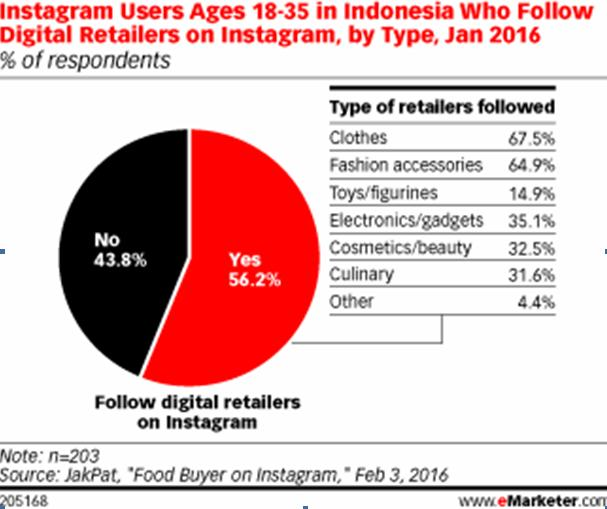 Instagram Users Ages 18-35 in Indonesia Who Follow
Digital Retailers on Instagram, by Type, Jan 2016
% of respondents
No
43.8%
Yes
56.2%
Follow digital retailers
on Instagram
Type of retailers followed
Clothes 67.5%
Fashion accessories 64.9%
Toys/figurines 14.9%
Electronics/gadgets 35.1%
Cosmetics/beauty 32.5%
Culinary 31.6%
Other 4.4%
Note: n=203
Source: JakPat, "Food Buyer on Instagram," Feb 3, 2016
205168 www.eMarketer.com